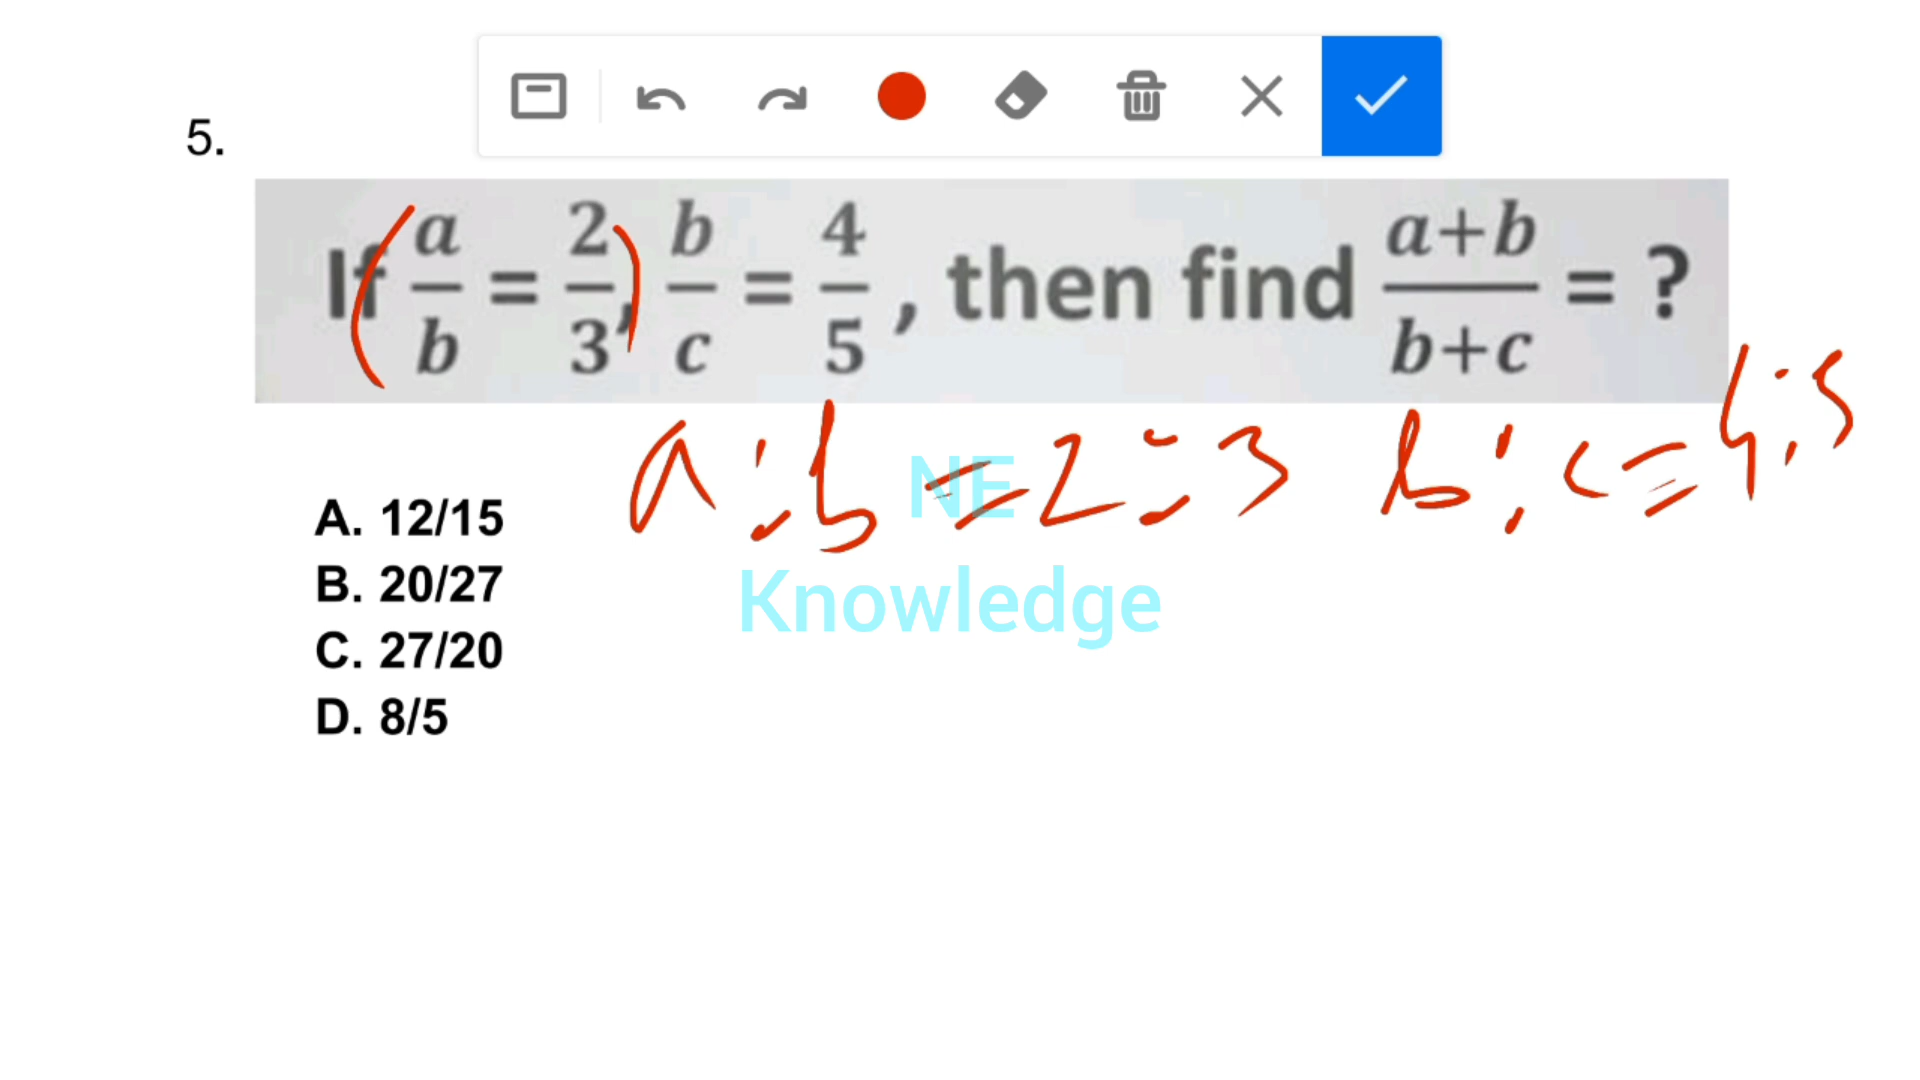 5.
If a/b = 2/3, b/c = 4/5, then find a+b/b+c = ?
a:b = 2:3 b:c = 4:5
NE
Knowledge
A. 12/15
B. 20/27
C. 27/20
D. 8/5